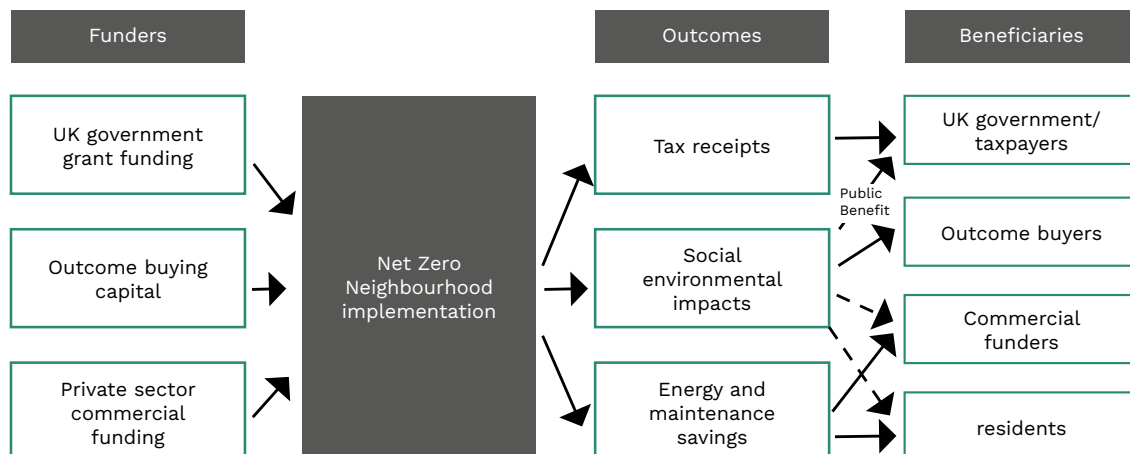 Funders
Outcomes
Beneficiaries
UK government
grant funding
Outcome buying
capital
Private sector
commercial
funding
Net Zero
Neighbourhood
implementation
Tax receipts
Social
environmental
impacts
Energy and
maintenance
savings
Public
Benefit
UK government/
taxpayers
Outcome buyers
Commercial
funders
residents